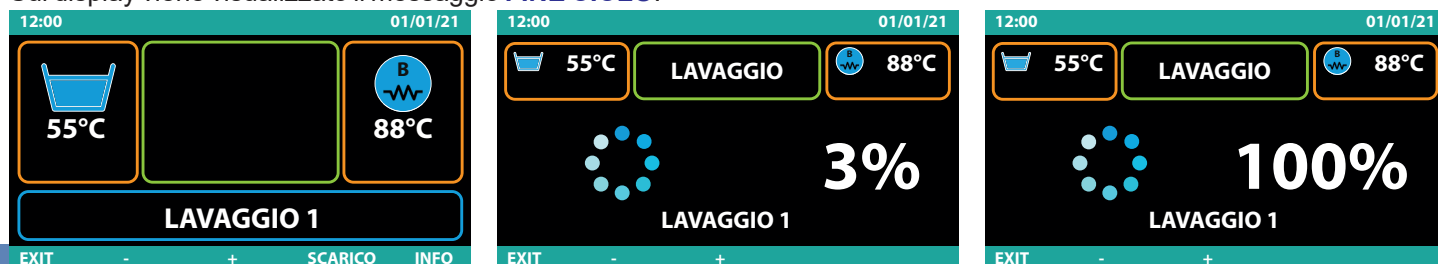 Sul display viene visualizzato il messaggio FINE CICLO.
12:00 01/01/21
B
55°C 88°C
LAVAGGIO 1
EXIT - + SCARICO INFO
12:00 01/01/21
55°C LAVAGGIO B 88°C
3%
LAVAGGIO 1
EXIT - +
12:00 01/01/21
55°C LAVAGGIO B 88°C
100%
LAVAGGIO 1
EXIT - +